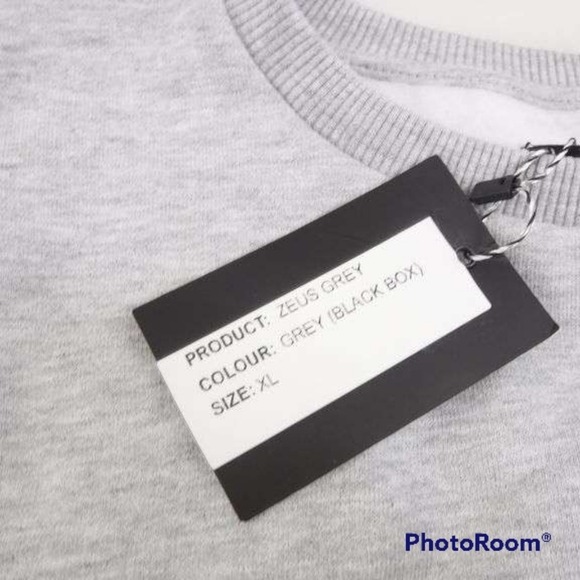 PRODUCT: ZEUS GREY
COLOUR: GREY (BLACK BOX)
SIZE: XL
PhotoRoom®